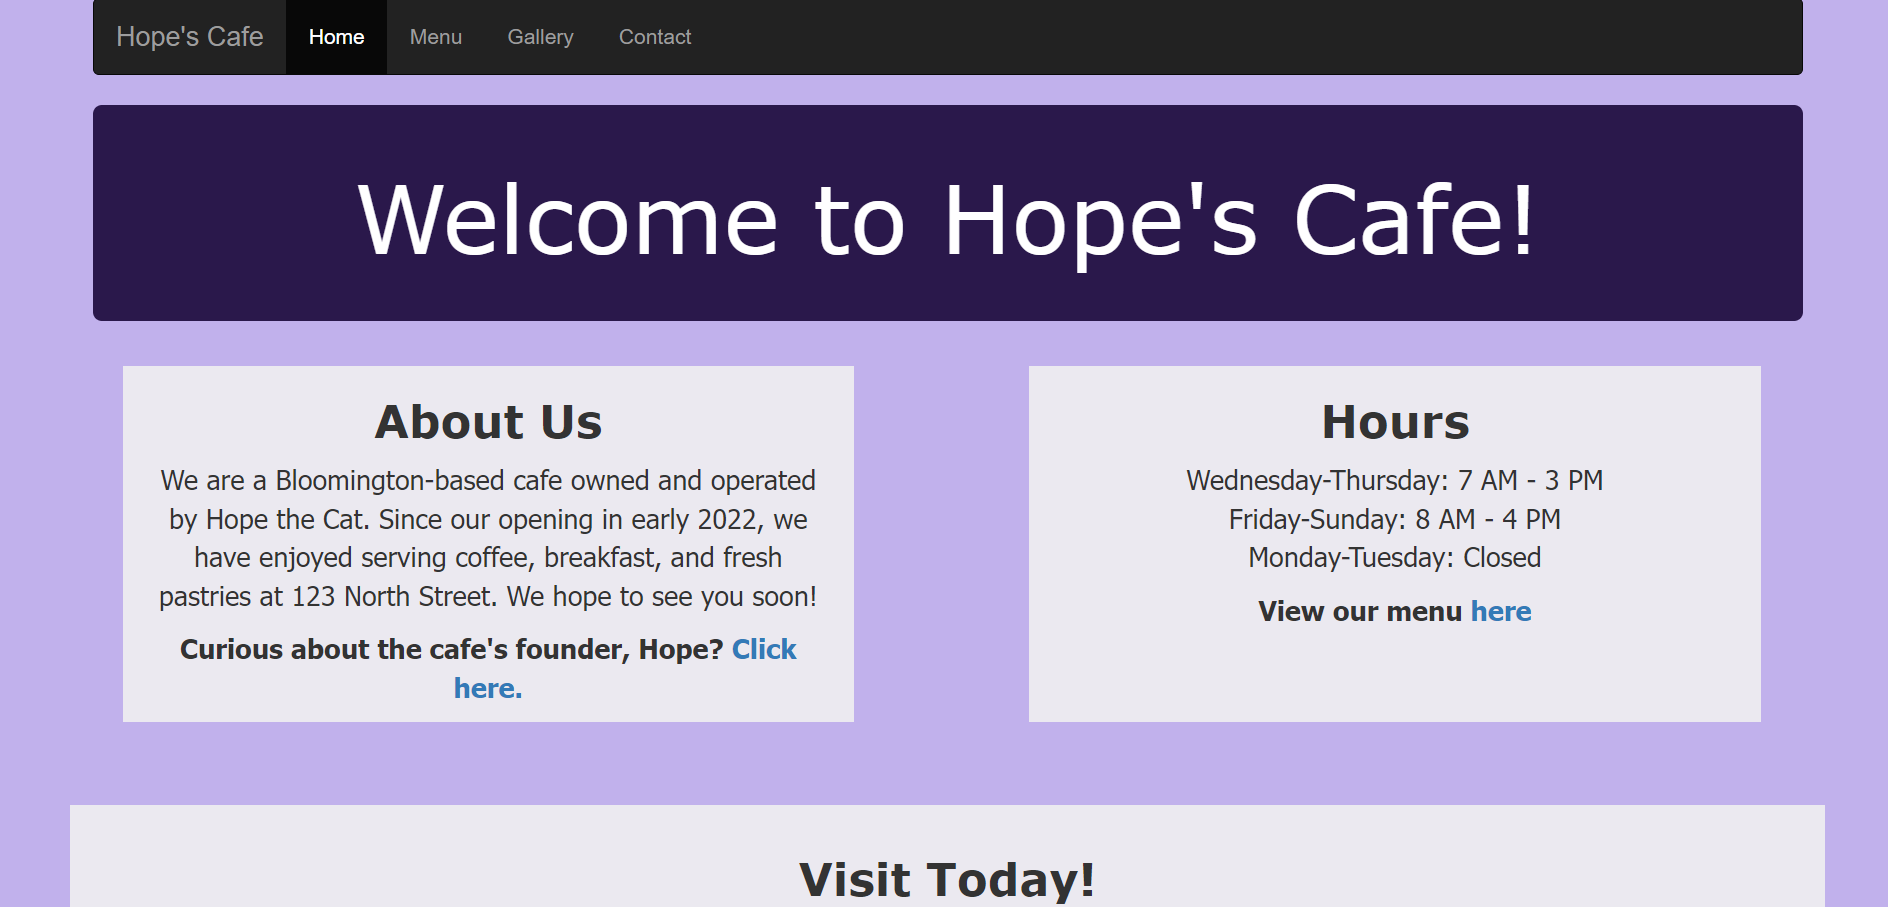 Hope's Cafe Home Menu Gallery Contact
Welcome to Hope's Cafe!
About Us
We are a Bloomington-based cafe owned and operated
by Hope the Cat. Since our opening in early 2022, we
have enjoyed serving coffee, breakfast, and fresh
pastries at 123 North Street. We hope to see you soon!
Curious about the cafe's founder, Hope? Click
here.
Hours
Wednesday-Thursday: 7 AM - 3 PM
Friday-Sunday: 8 AM - 4 PM
Monday-Tuesday: Closed
View our menu here
Visit Today!